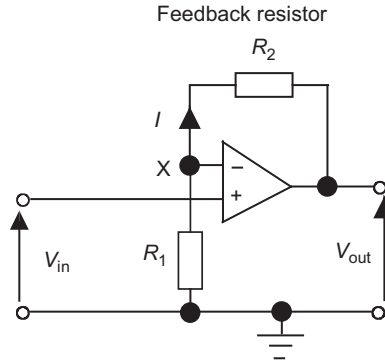 Feedback resistor
R2
I
X
−
+
Vin
R1
Vout